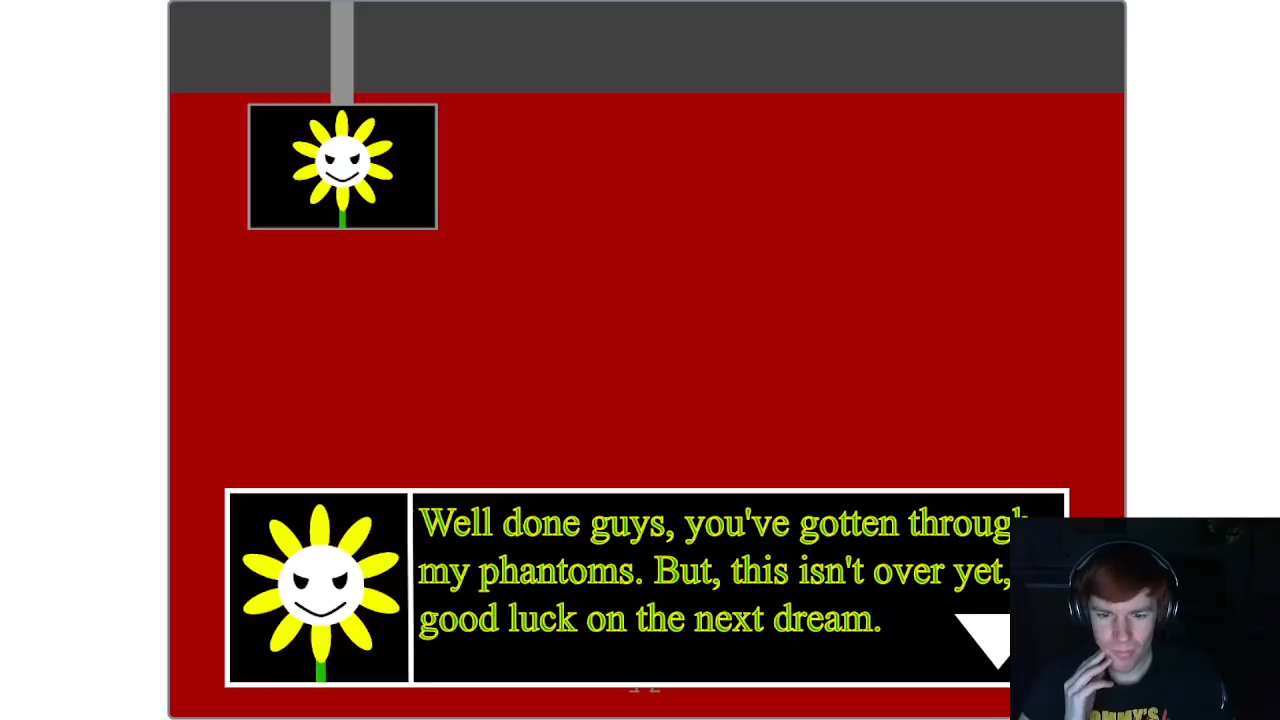 Well done guys, you've gotten through
my phantoms. But, this isn't over yet,
good luck on the next dream.